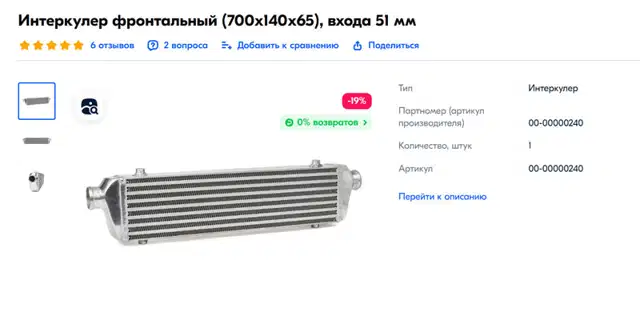 Интеркулер фронтальный (700x140x65), входа 51 мм
6 отзывов
2 вопроса
Добавить к сравнению
Поделиться
-19%
0% возвратов
Тип
Интеркулер
Партномер (артикул
производителя)
00-00000240
Количество, штук
1
Артикул
00-00000240
Перейти к описанию